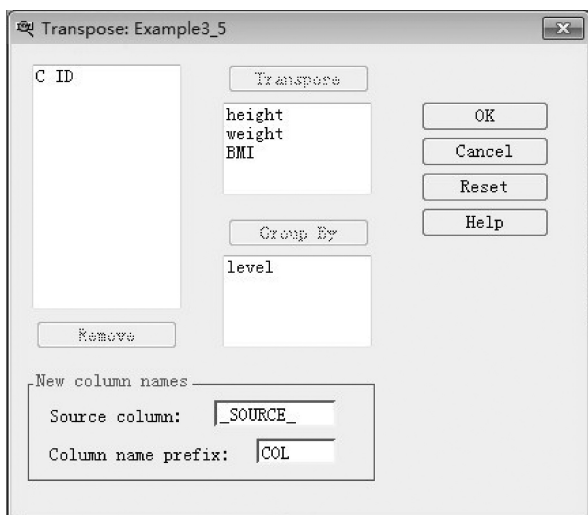 Transpose: Example3_5
C ID
Transpose
height
weight
BMI
OK
Cancel
Reset
Help
Group By
level
Remove
New column names
Source column: _SOURCE_
Column name prefix: COL